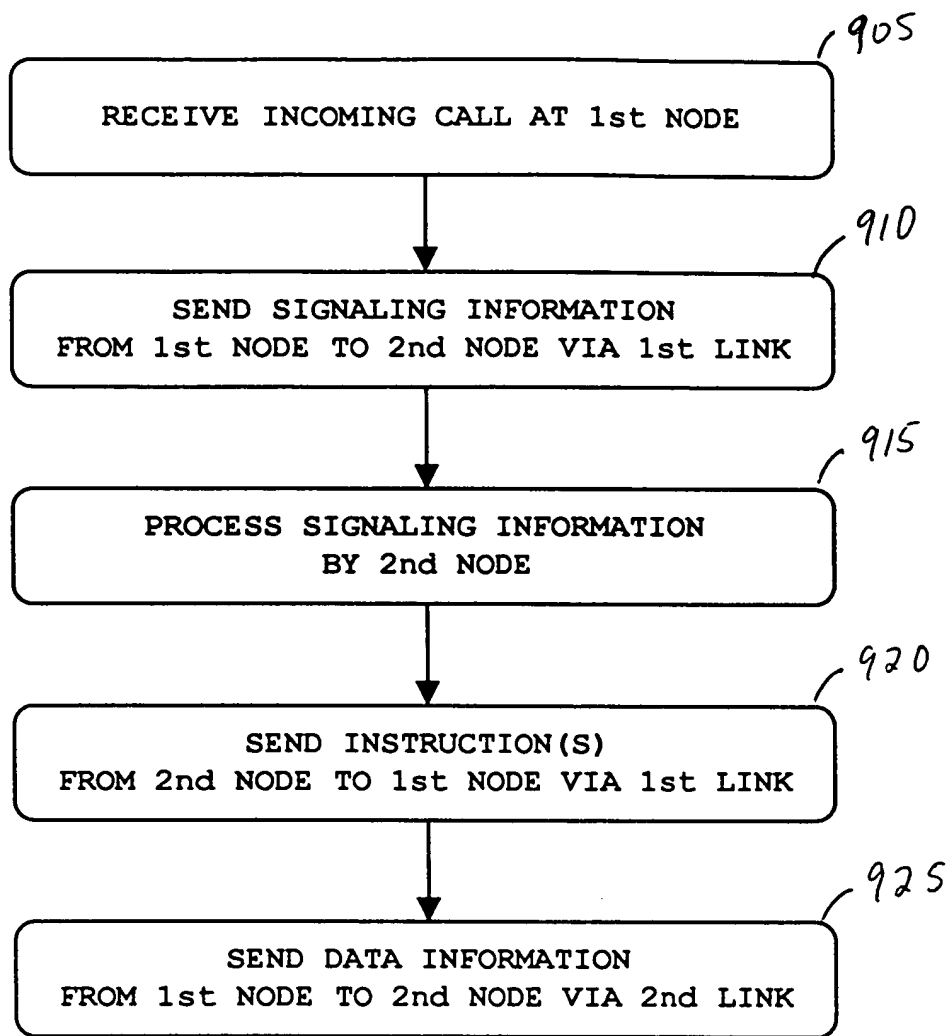 905
RECEIVE INCOMING CALL AT 1st NODE
910
SEND SIGNALING INFORMATION
FROM 1st NODE TO 2nd NODE VIA 1st LINK
915
PROCESS SIGNALING INFORMATION
BY 2nd NODE
920
SEND INSTRUCTION(S)
FROM 2nd NODE TO 1st NODE VIA 1st LINK
925
SEND DATA INFORMATION
FROM 1st NODE TO 2nd NODE VIA 2nd LINK